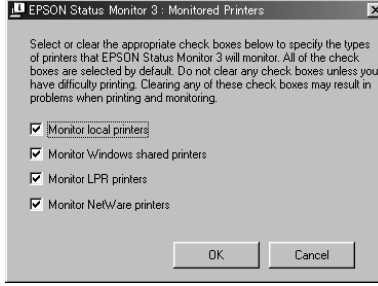 EPSON Status Monitor 3 : Monitored Printers
Select or clear the appropriate check boxes below to specify the types
of printers that EPSON Status Monitor 3 will monitor. All of the check
boxes are selected by default. Do not clear any check boxes unless you
have difficulty printing. Clearing any of these check boxes may result in
problems when printing and monitoring.
Monitor local printers
Monitor Windows shared printers
Monitor LPR printers
Monitor NetWare printers
OK Cancel